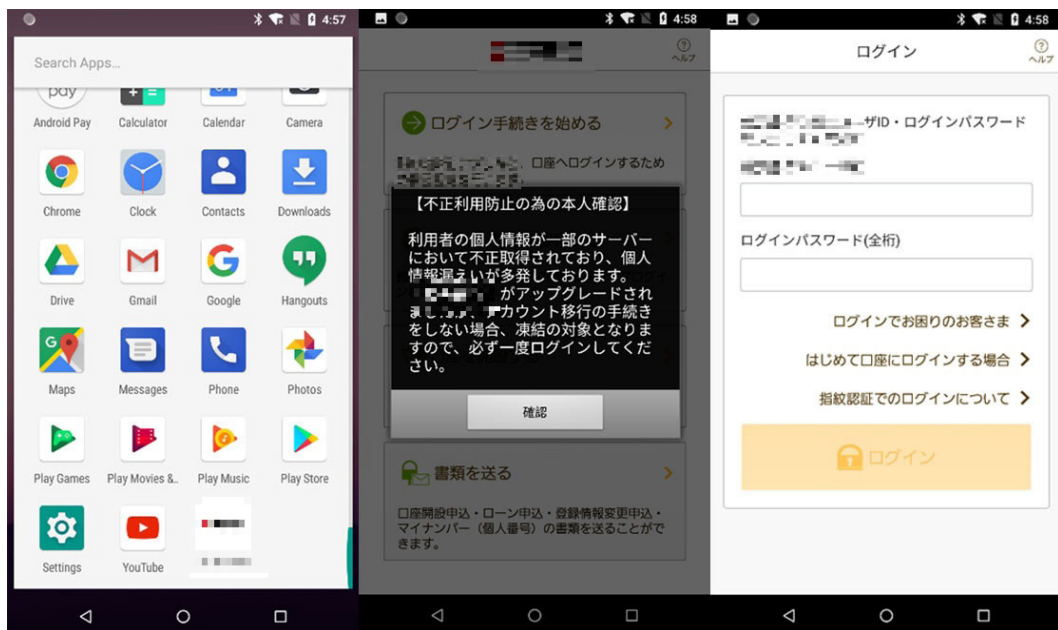 4:57
Search Apps...
pay
Android Pay
Calculator
Calendar
Camera
Chrome
Clock
Contacts
Downloads
Drive
Gmail
Google
Hangouts
Maps
Messages
Phone
Photos
Play Games
Play Movies &..
Play Music
Play Store
Settings
YouTube
4:58
ヘルプ
ログイン手続きを始める
、口座へログインするため
【不正利用防止の為の本人確認】
利用者の個人情報が一部のサーバー
において不正取得されており、個人
情報漏えいが多発しております。
がアップグレードされ
カウント移行の手続き
をしない場合、凍結の対象となりま
すので、必ず一度ログインしてくだ
さい。
確認
書類を送る
口座開設申込・ローン申込・登録情報変更申込・
マイナンバー（個人番号）の書類を送ることがで
きます。
4:58
ログイン
ヘルプ
ザID・ログインパスワード
ログインパスワード(全桁)
ログインでお困りのお客さま
はじめて口座にログインする場合
指紋認証でのログインについて
ログイン